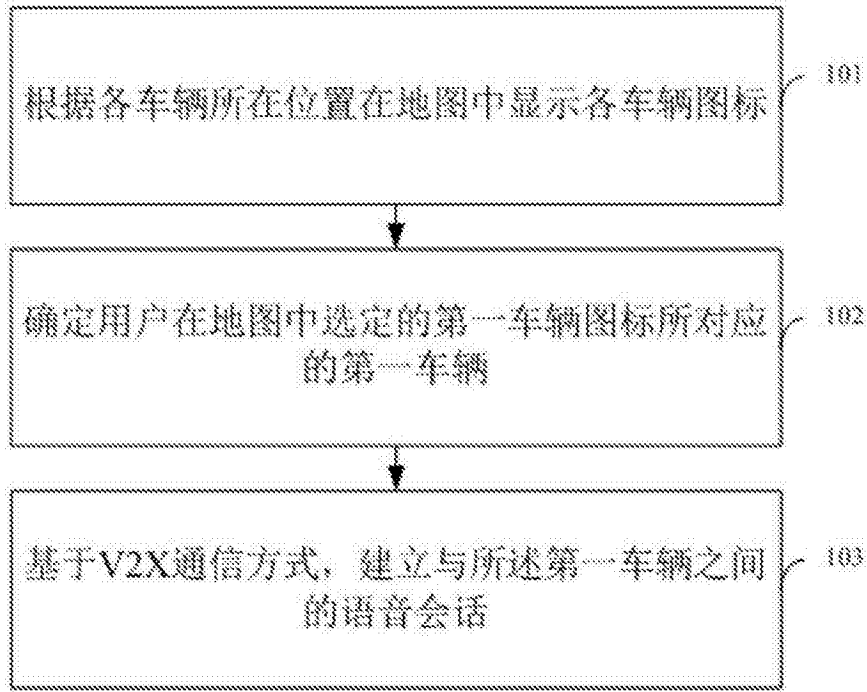 根据各车辆所在位置在地图中显示各车辆图标
101
确定用户在地图中选定的第一车辆图标所对应
的第一车辆
102
基于V2X通信方式，建立与所述第一车辆之间
的语音会话
103